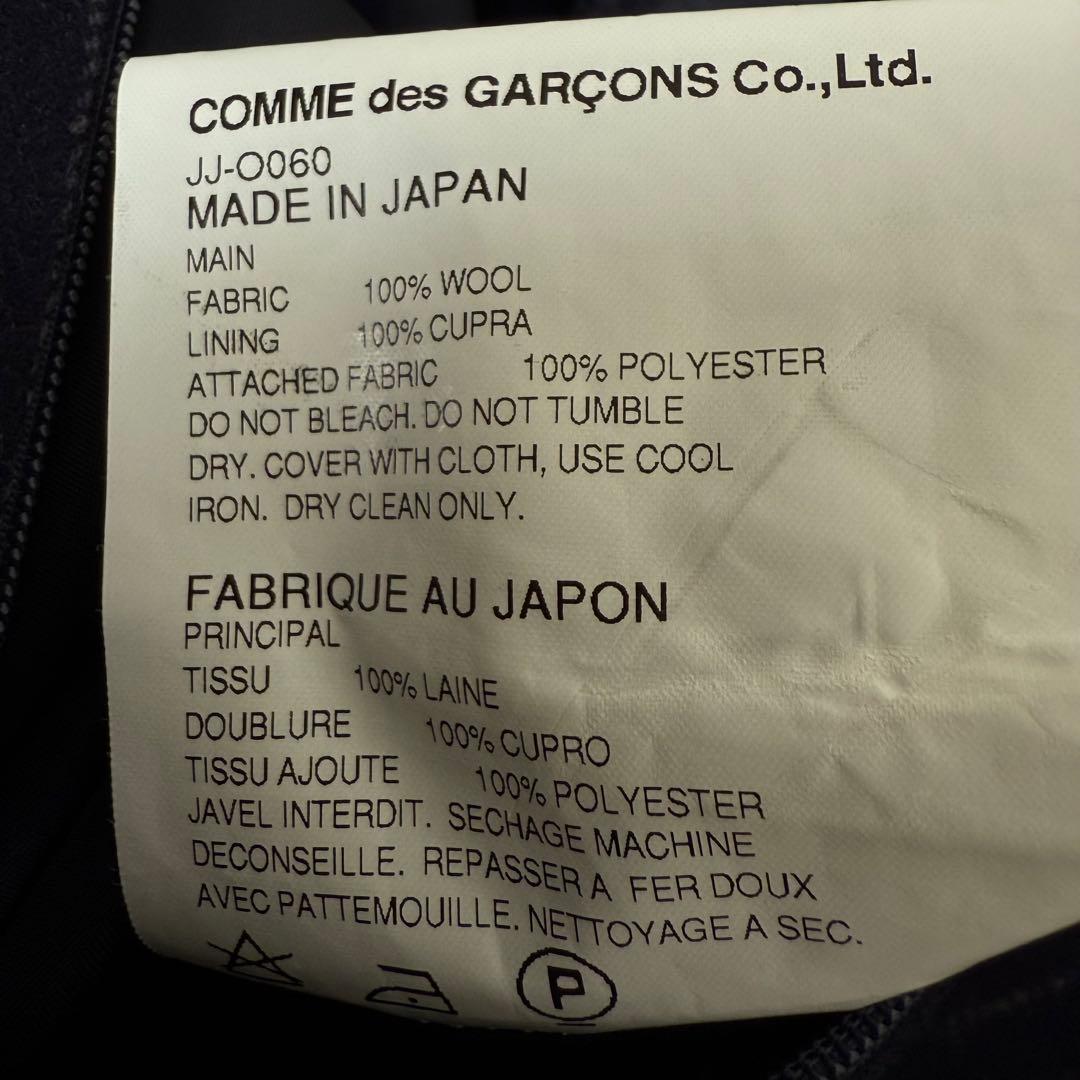 COMME des GARÇONS Co.,Ltd.
JJ-O060
MADE IN JAPAN
MAIN
FABRIC 100% WOOL
LINING 100% CUPRA
ATTACHED FABRIC 100% POLYESTER
DO NOT BLEACH. DO NOT TUMBLE
DRY. COVER WITH CLOTH, USE COOL
IRON. DRY CLEAN ONLY.
FABRIQUE AU JAPON
PRINCIPAL
TISSU 100% LAINE
DOUBLURE 100% CUPRO
TISSU AJOUTE 100% POLYESTER
JAVEL INTERDIT. SECHAGE MACHINE
DECONSEILLE. REPASSER A FER DOUX
AVEC PATTEMOUILLE. NETTOYAGE A SEC.
P